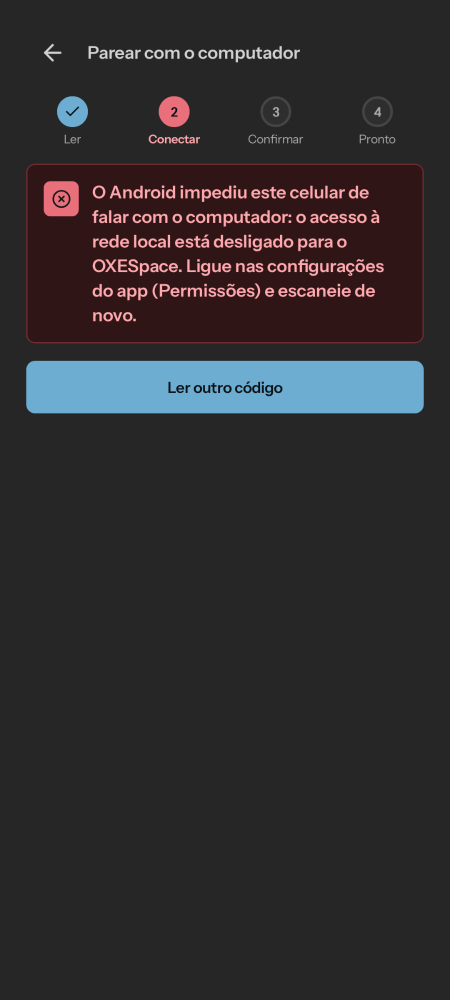 Parear com o computador
2
3
4
Ler
Conectar
Confirmar
Pronto
O Android impediu este celular de
falar com o computador: o acesso à
rede local está desligado para o
OXESpace. Ligue nas configurações
do app (Permissões) e escaneie de
novo.
Ler outro código